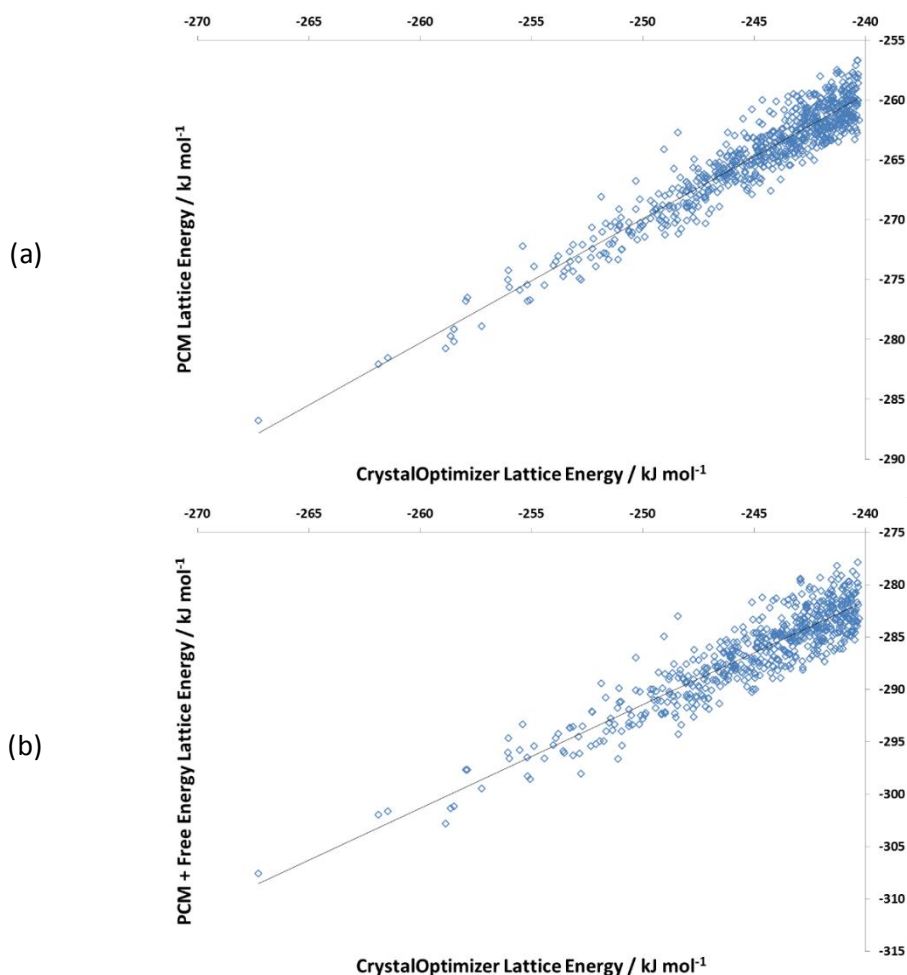 -270 -265 -260 -255 -250 -245 -240
-255
-260
-265
-270
-275
-280
-285
-290
PCM Lattice Energy / kJ mol⁻¹
(a)
CrystalOptimizer Lattice Energy / kJ mol⁻¹
-270 -265 -260 -255 -250 -245 -240
-275
-280
-285
-290
-295
-300
-305
-310
-315
PCM + Free Energy Lattice Energy / kJ mol⁻¹
(b)
CrystalOptimizer Lattice Energy / kJ mol⁻¹